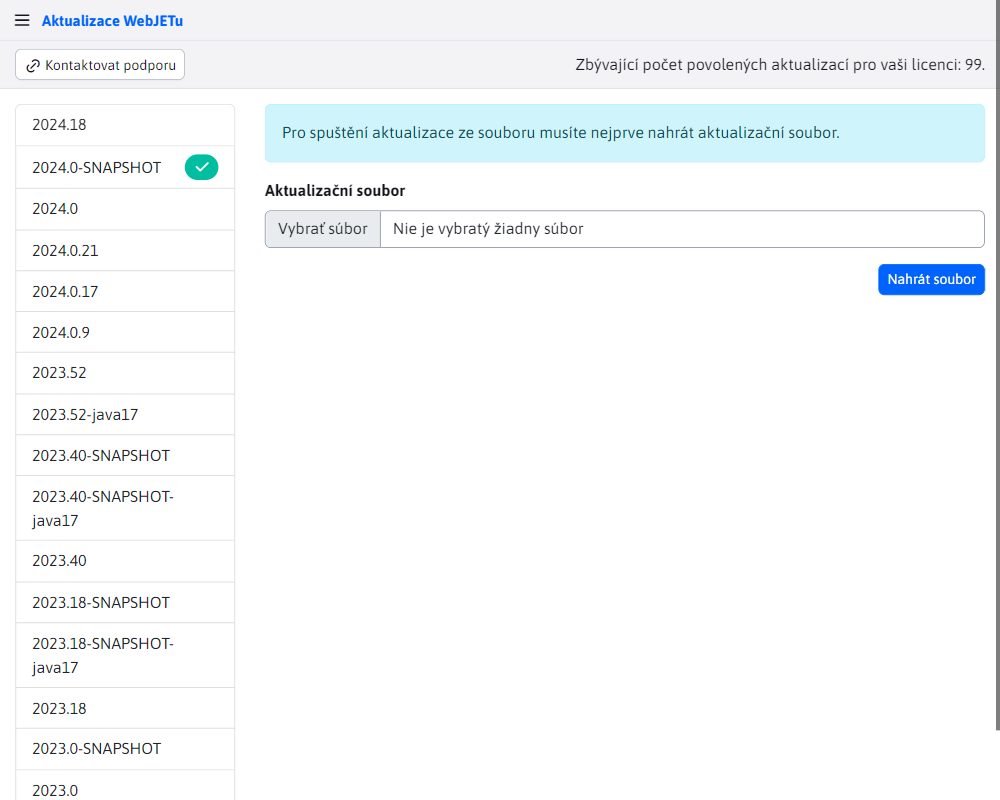 Aktualizace WebJETu
Kontaktovat podporu
Zbývající počet povolených aktualizací pro vaši licenci: 99.
2024.18
2024.0-SNAPSHOT
2024.0
2024.0.21
2024.0.17
2024.0.9
2023.52
2023.52-java17
2023.40-SNAPSHOT
2023.40-SNAPSHOT-
java17
2023.40
2023.18-SNAPSHOT
2023.18-SNAPSHOT-
java17
2023.18
2023.0-SNAPSHOT
2023.0
Pro spuštění aktualizace ze souboru musíte nejprve nahrát aktualizační soubor.
Aktualizační soubor
Vybrať súbor
Nie je vybratý žiadny súbor
Nahrát soubor